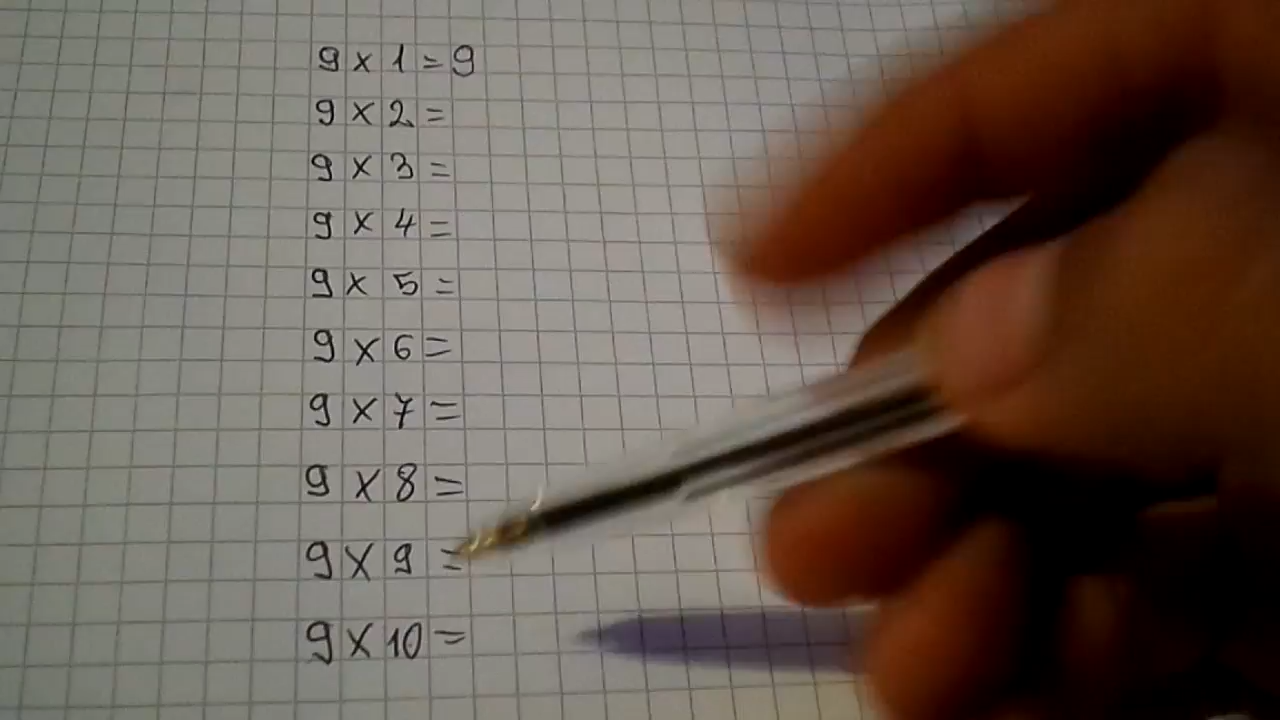 9 x 1 = 9
9 x 2 =
9 x 3 =
9 x 4 =
9 x 5 =
9 x 6 =
9 x 7 =
9 x 8 =
9 x 9 =
9 x 10 =